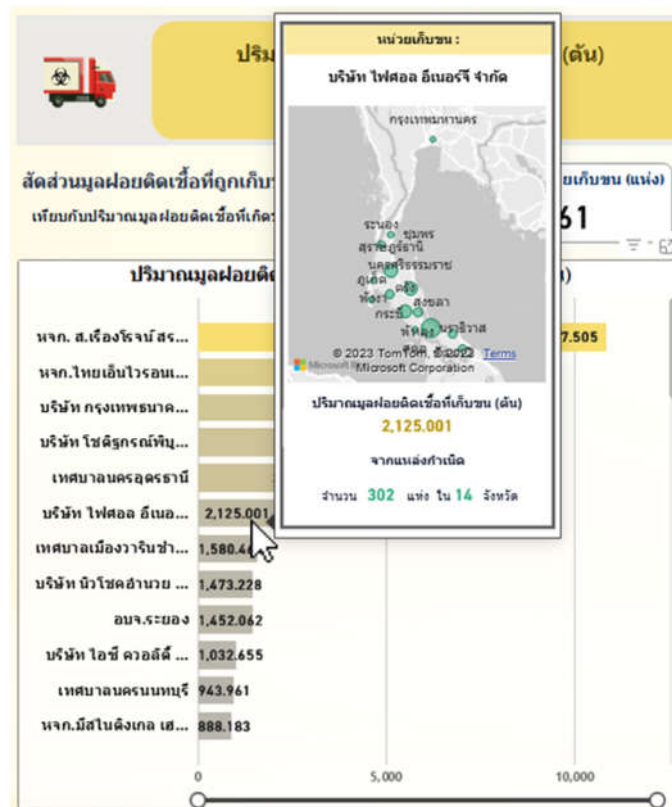 ปริม
(ตัน)
หน่วยเก็บขน :
บริษัท ไฟศอล อีเนอร์จี จำกัด
กรุงเทพมหานคร
ระนอง
ชุมพร
สุราษฎร์ธานี
นครศรีธรรมราช
ภูเก็ต
ตรัง
พังงา
สงขลา
กระบี่
พัทลุง
นราธิวาส
© 2023 TomTom, © 2023
Terms
Microsoft
Microsoft Corporation
ปริมาณมูลฝอยติดเชื้อที่เก็บขน (ตัน)
2,125.001
จากแหล่งกำเนิด
จำนวน 302 แห่ง ใน 14 จังหวัด
สัดส่วนมูลฝอยติดเชื้อที่ถูกเก็บ
ยเก็บขน (แห่ง)
เทียบกับปริมาณมูลฝอยติดเชื้อที่เกิด
61
ปริมาณมูลฝอยติด
หจก. ส.เรืองโรจน์ สร...
7.505
หจก.ไทยเอ็นไวรอนเ...
บริษัท กรุงเทพธนาค...
บริษัท โชติฐกรณ์พิบู...
เทศบาลนครอุดรธานี
บริษัท ไฟศอล อีเนอ...
2,125.001
เทศบาลเมืองวารินชำ...
1,580.4
บริษัท นิวโชคอำนวย ...
1,473.228
อบจ.ระยอง
1,452.062
บริษัท ไอซี ควอลิตี้ ...
1,032.655
เทศบาลนครนนทบุรี
943.961
หจก.มีสไนดิงเกล เฮ...
888.183
0
5,000
10,000